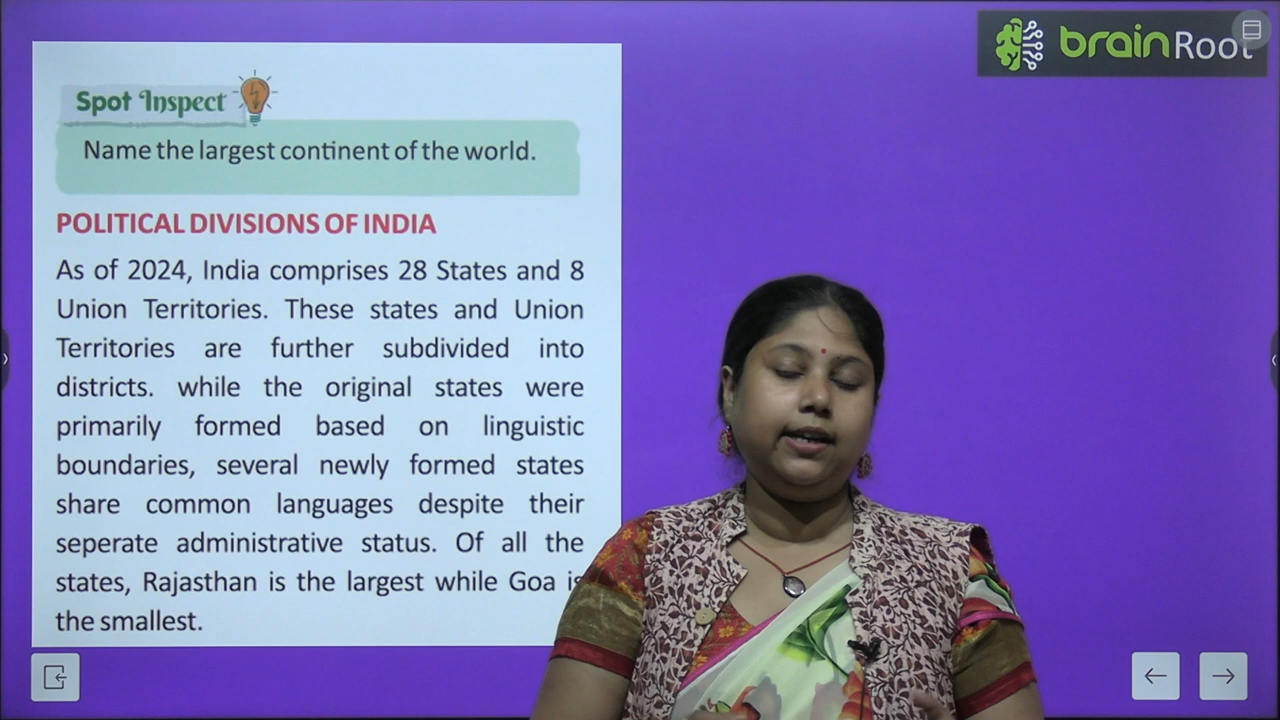 brainRoot
Spot Inspect
Name the largest continent of the world.
POLITICAL DIVISIONS OF INDIA
As of 2024, India comprises 28 States and 8
Union Territories. These states and Union
Territories are further subdivided into
districts. while the original states were
primarily formed based on linguistic
boundaries, several newly formed states
share common languages despite their
seperate administrative status. Of all the
states, Rajasthan is the largest while Goa is
the smallest.